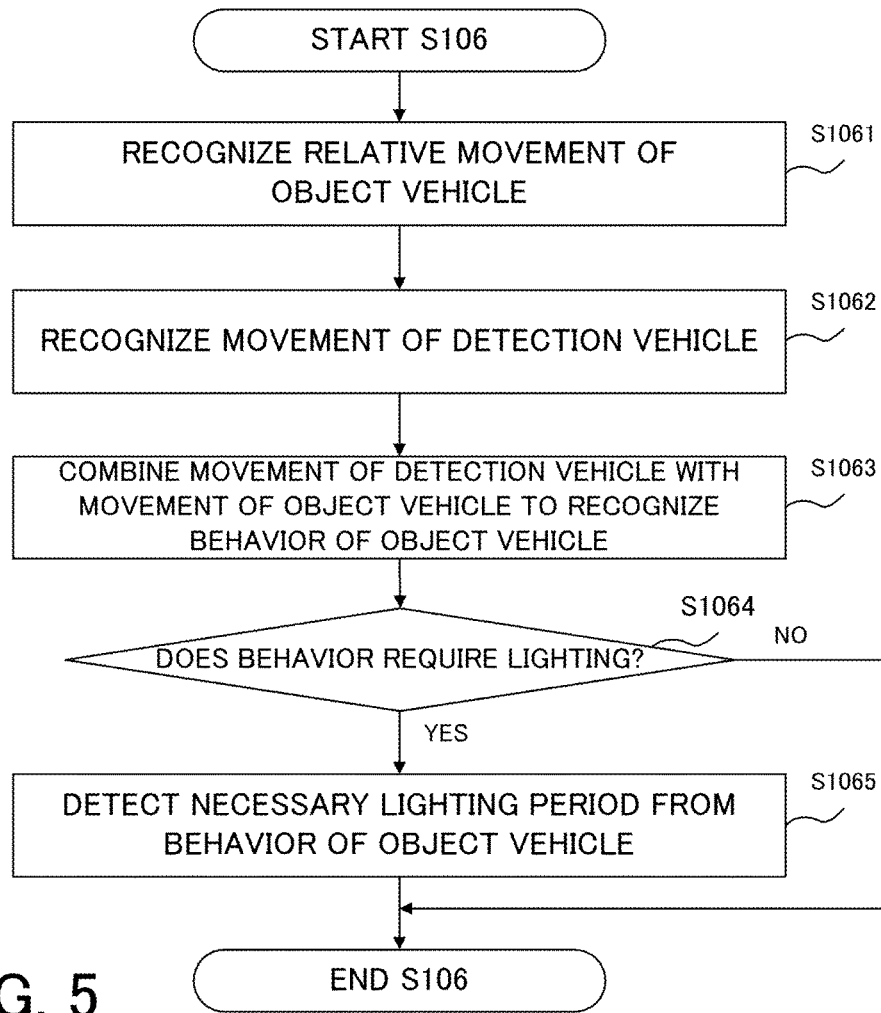 START S106
RECOGNIZE RELATIVE MOVEMENT OF
OBJECT VEHICLE
S1061
RECOGNIZE MOVEMENT OF DETECTION VEHICLE
S1062
COMBINE MOVEMENT OF DETECTION VEHICLE WITH
MOVEMENT OF OBJECT VEHICLE TO RECOGNIZE
BEHAVIOR OF OBJECT VEHICLE
S1063
DOES BEHAVIOR REQUIRE LIGHTING?
S1064
NO
YES
DETECT NECESSARY LIGHTING PERIOD FROM
BEHAVIOR OF OBJECT VEHICLE
S1065
END S106
G. 5